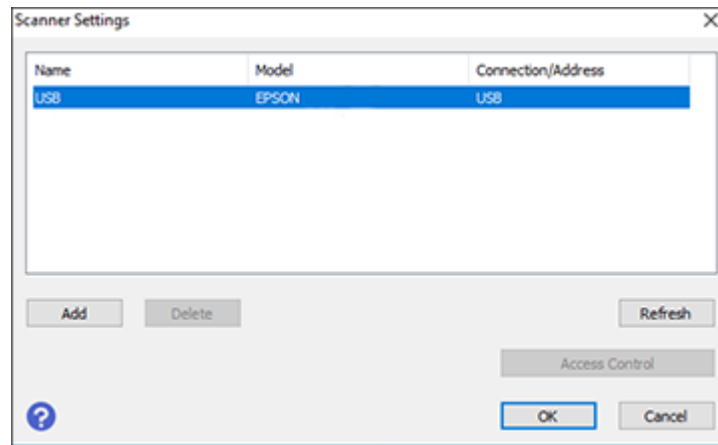 Scanner Settings
Name Model Connection/Address
USB EPSON USB
Add Delete Refresh
Access Control
? OK Cancel